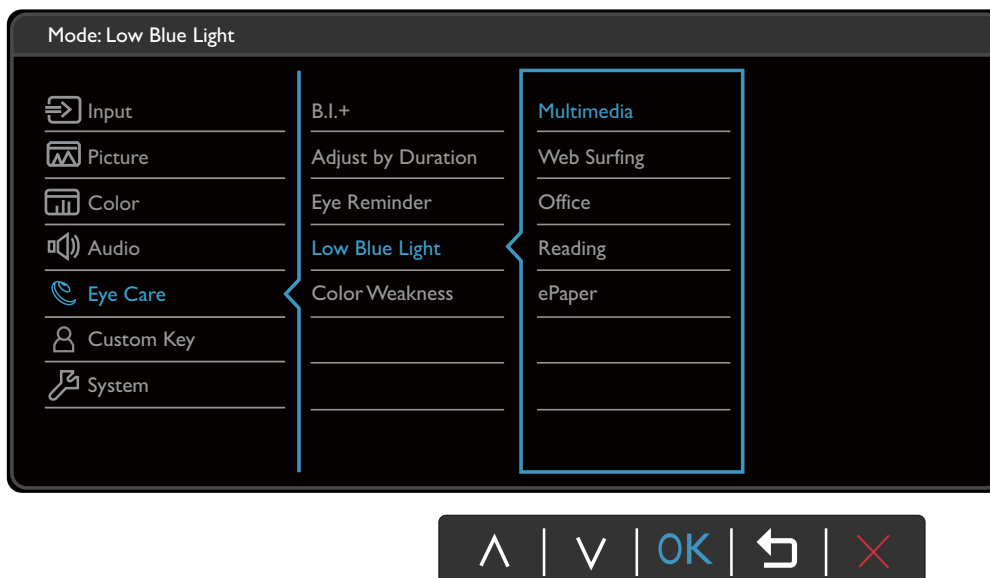 Mode: Low Blue Light
Input
Picture
Color
Audio
Eye Care
Custom Key
System
B.I.+
Adjust by Duration
Eye Reminder
Low Blue Light
Color Weakness
Multimedia
Web Surfing
Office
Reading
ePaper
OK